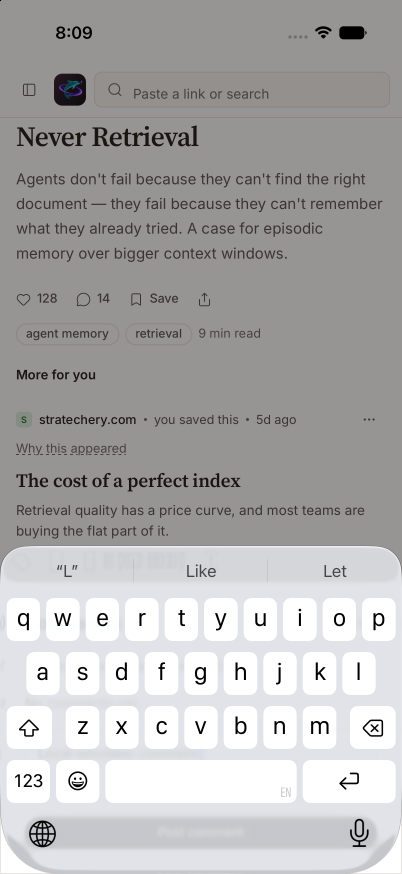 8:09
Paste a link or search
Never Retrieval
Agents don't fail because they can't find the right
document — they fail because they can't remember
what they already tried. A case for episodic
memory over bigger context windows.
128 14 Save
agent memory retrieval 9 min read
More for you
S stratechery.com • you saved this • 5d ago
Why this appeared
The cost of a perfect index
Retrieval quality has a price curve, and most teams are
buying the flat part of it.
“L” Like Let
q w e r t y u i o p
a s d f g h j k l
z x c v b n m
123 EN
Post comment